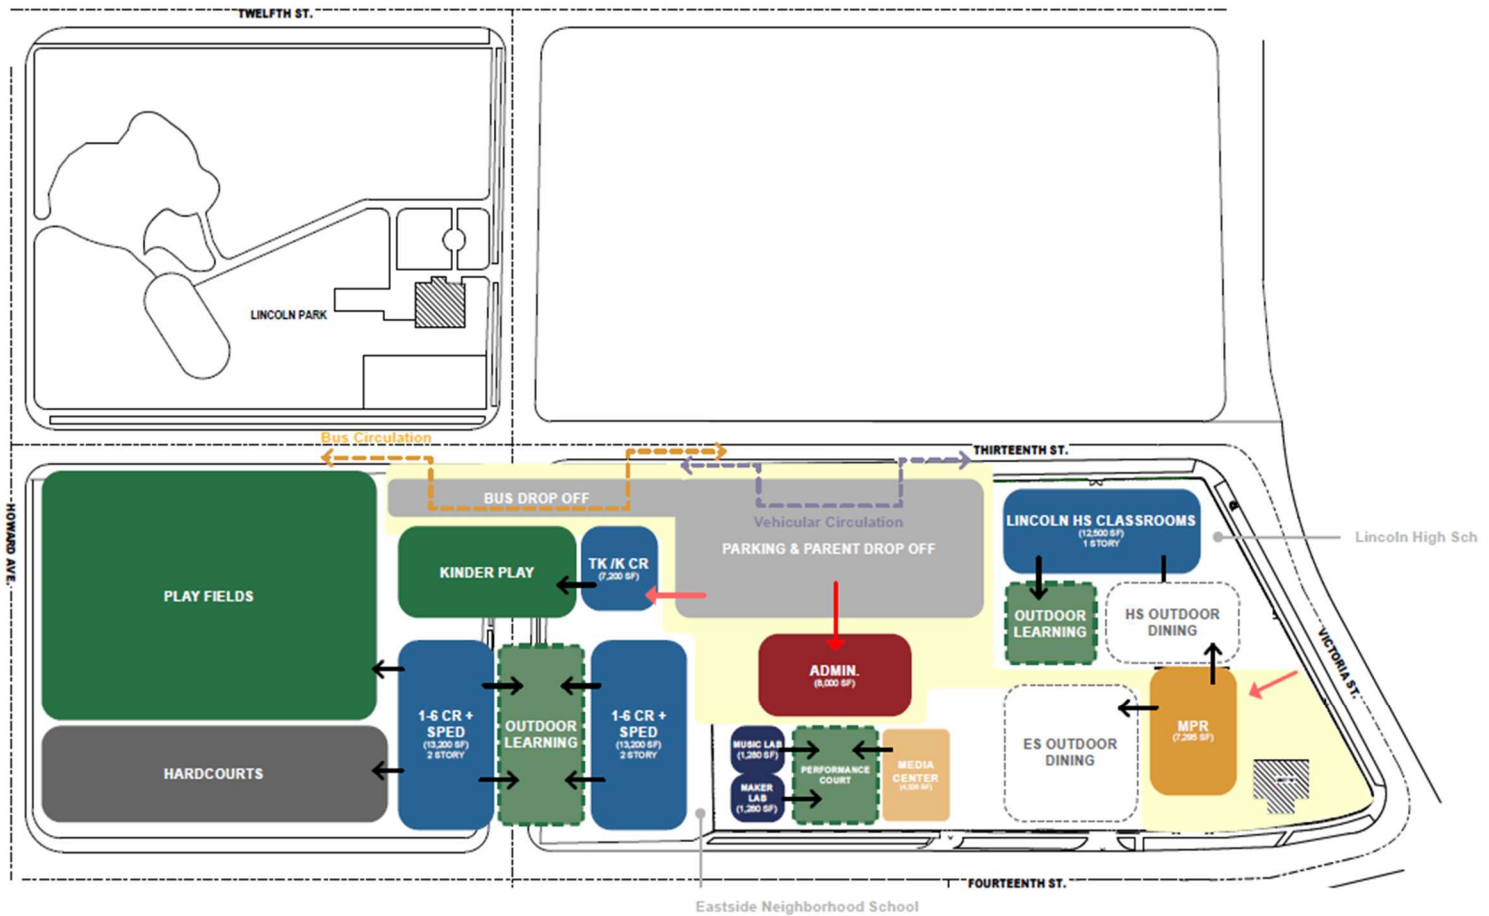 TWELFTH ST.
LINCOLN PARK
Bus Circulation
THIRTEENTH ST.
HOWARD AVE.
BUS DROP OFF
Vehicular Circulation
PARKING & PARENT DROP OFF
LINCOLN HS CLASSROOMS
(12,500 SF)
1 STORY
Lincoln High Sch
PLAY FIELDS
KINDER PLAY
TK /K CR
(7,200 SF)
OUTDOOR
LEARNING
HS OUTDOOR
DINING
VICTORIA ST.
ADMIN.
(8,000 SF)
1-6 CR +
SPED
(13,200 SF)
2 STORY
OUTDOOR
LEARNING
1-6 CR +
SPED
(13,200 SF)
2 STORY
MPR
(7,295 SF)
ES OUTDOOR
DINING
HARDCOURTS
MUSIC LAB
(1,280 SF)
MAKER
LAB
(1,280 SF)
PERFORMANCE
COURT
MEDIA
CENTER
FOURTEENTH ST.
Eastside Neighborhood School